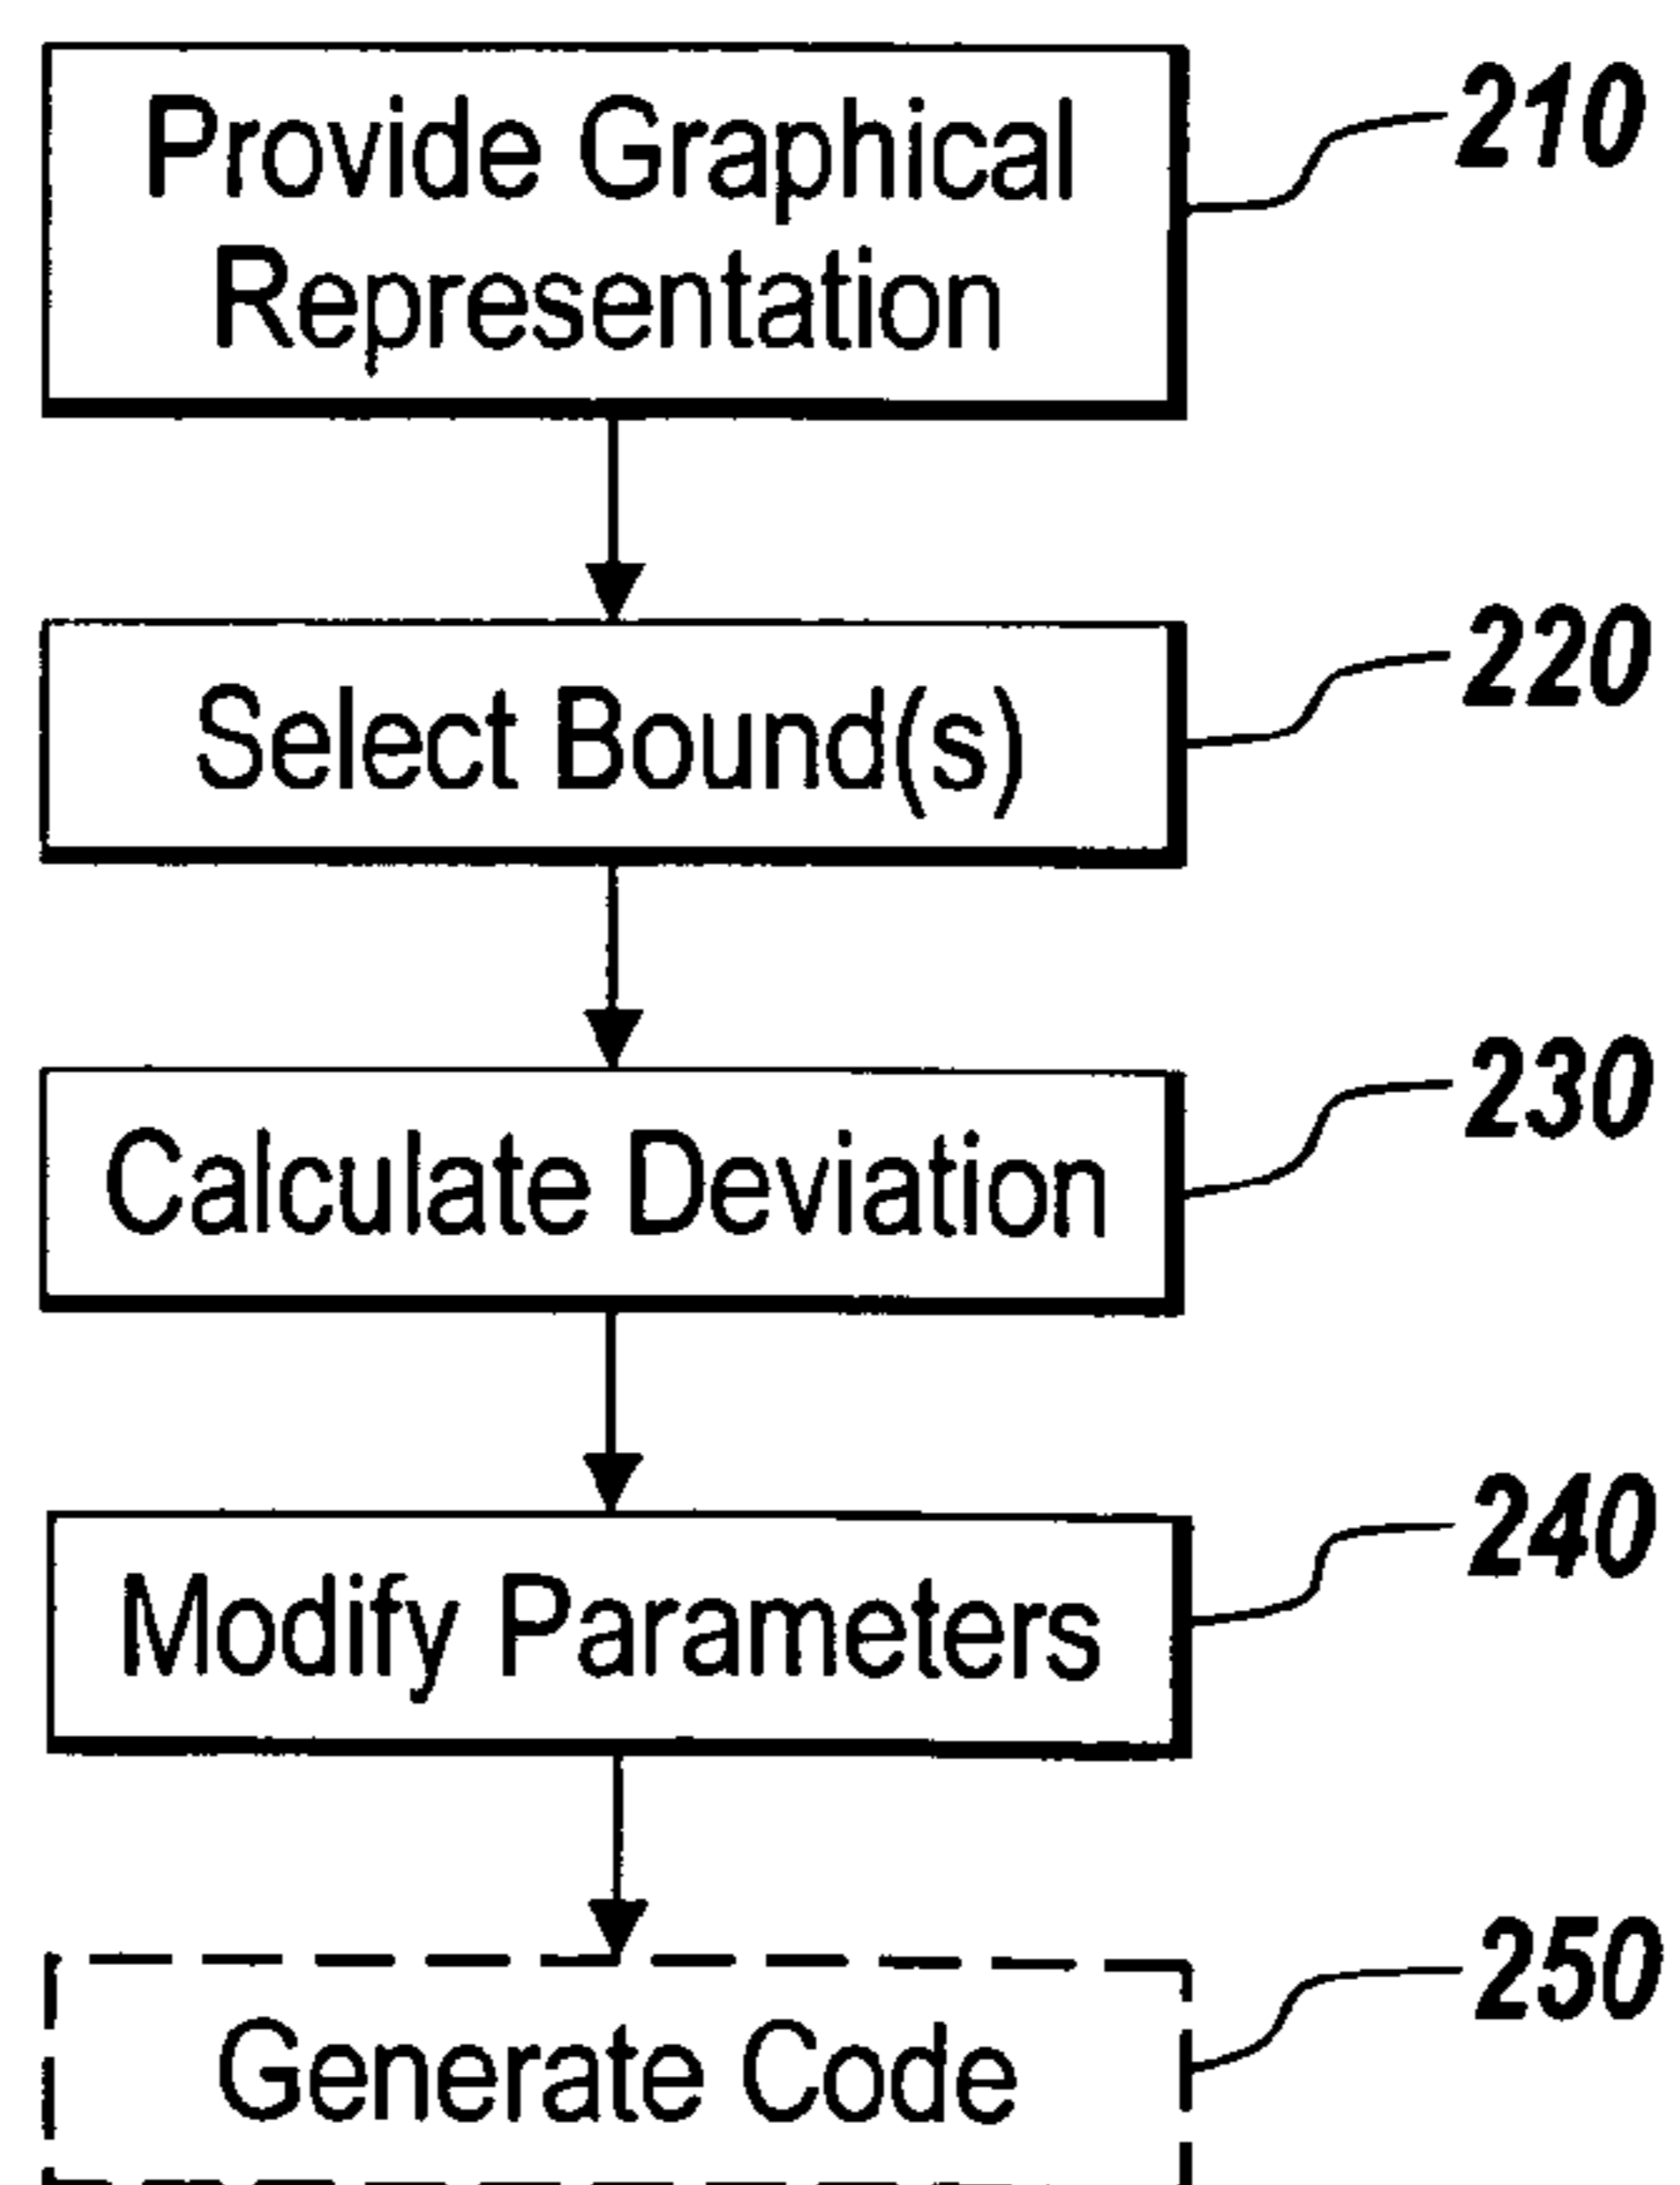 Provide Graphical
Representation
210
Select Bound(s)
220
Calculate Deviation
230
Modify Parameters
240
Generate Code
250